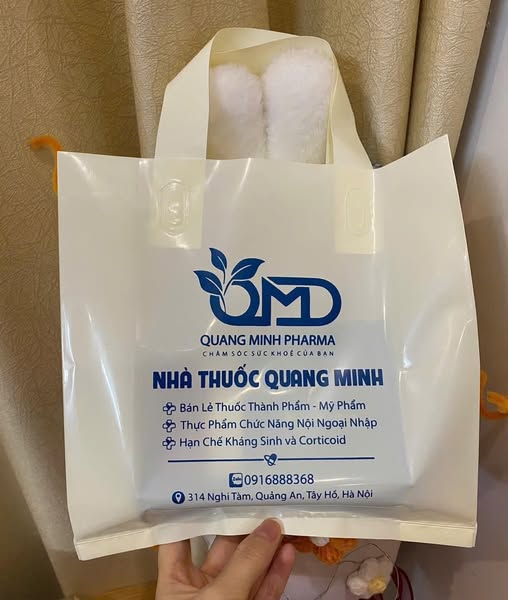 QMD
QUANG MINH PHARMA
CHĂM SÓC SỨC KHOẺ CỦA BẠN
NHÀ THUỐC QUANG MINH
Bán Lẻ Thuốc Thành Phẩm - Mỹ Phẩm
Thực Phẩm Chức Năng Nội Ngoại Nhập
Hạn Chế Kháng Sinh và Corticoid
Zalo 0916888368
314 Nghi Tàm, Quảng An, Tây Hồ, Hà Nội